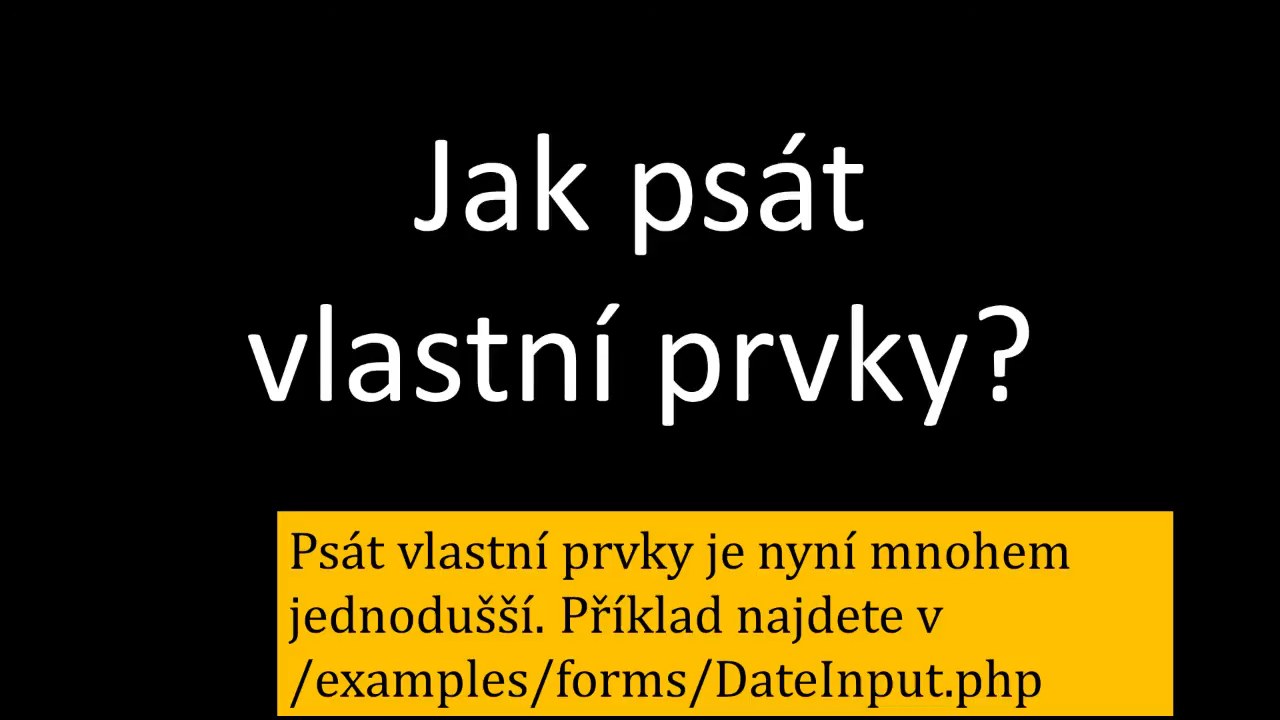 Jak psát
vlastní prvky?
Psát vlastní prvky je nyní mnohem
jednodušší. Příklad najdete v
/examples/forms/DateInput.php